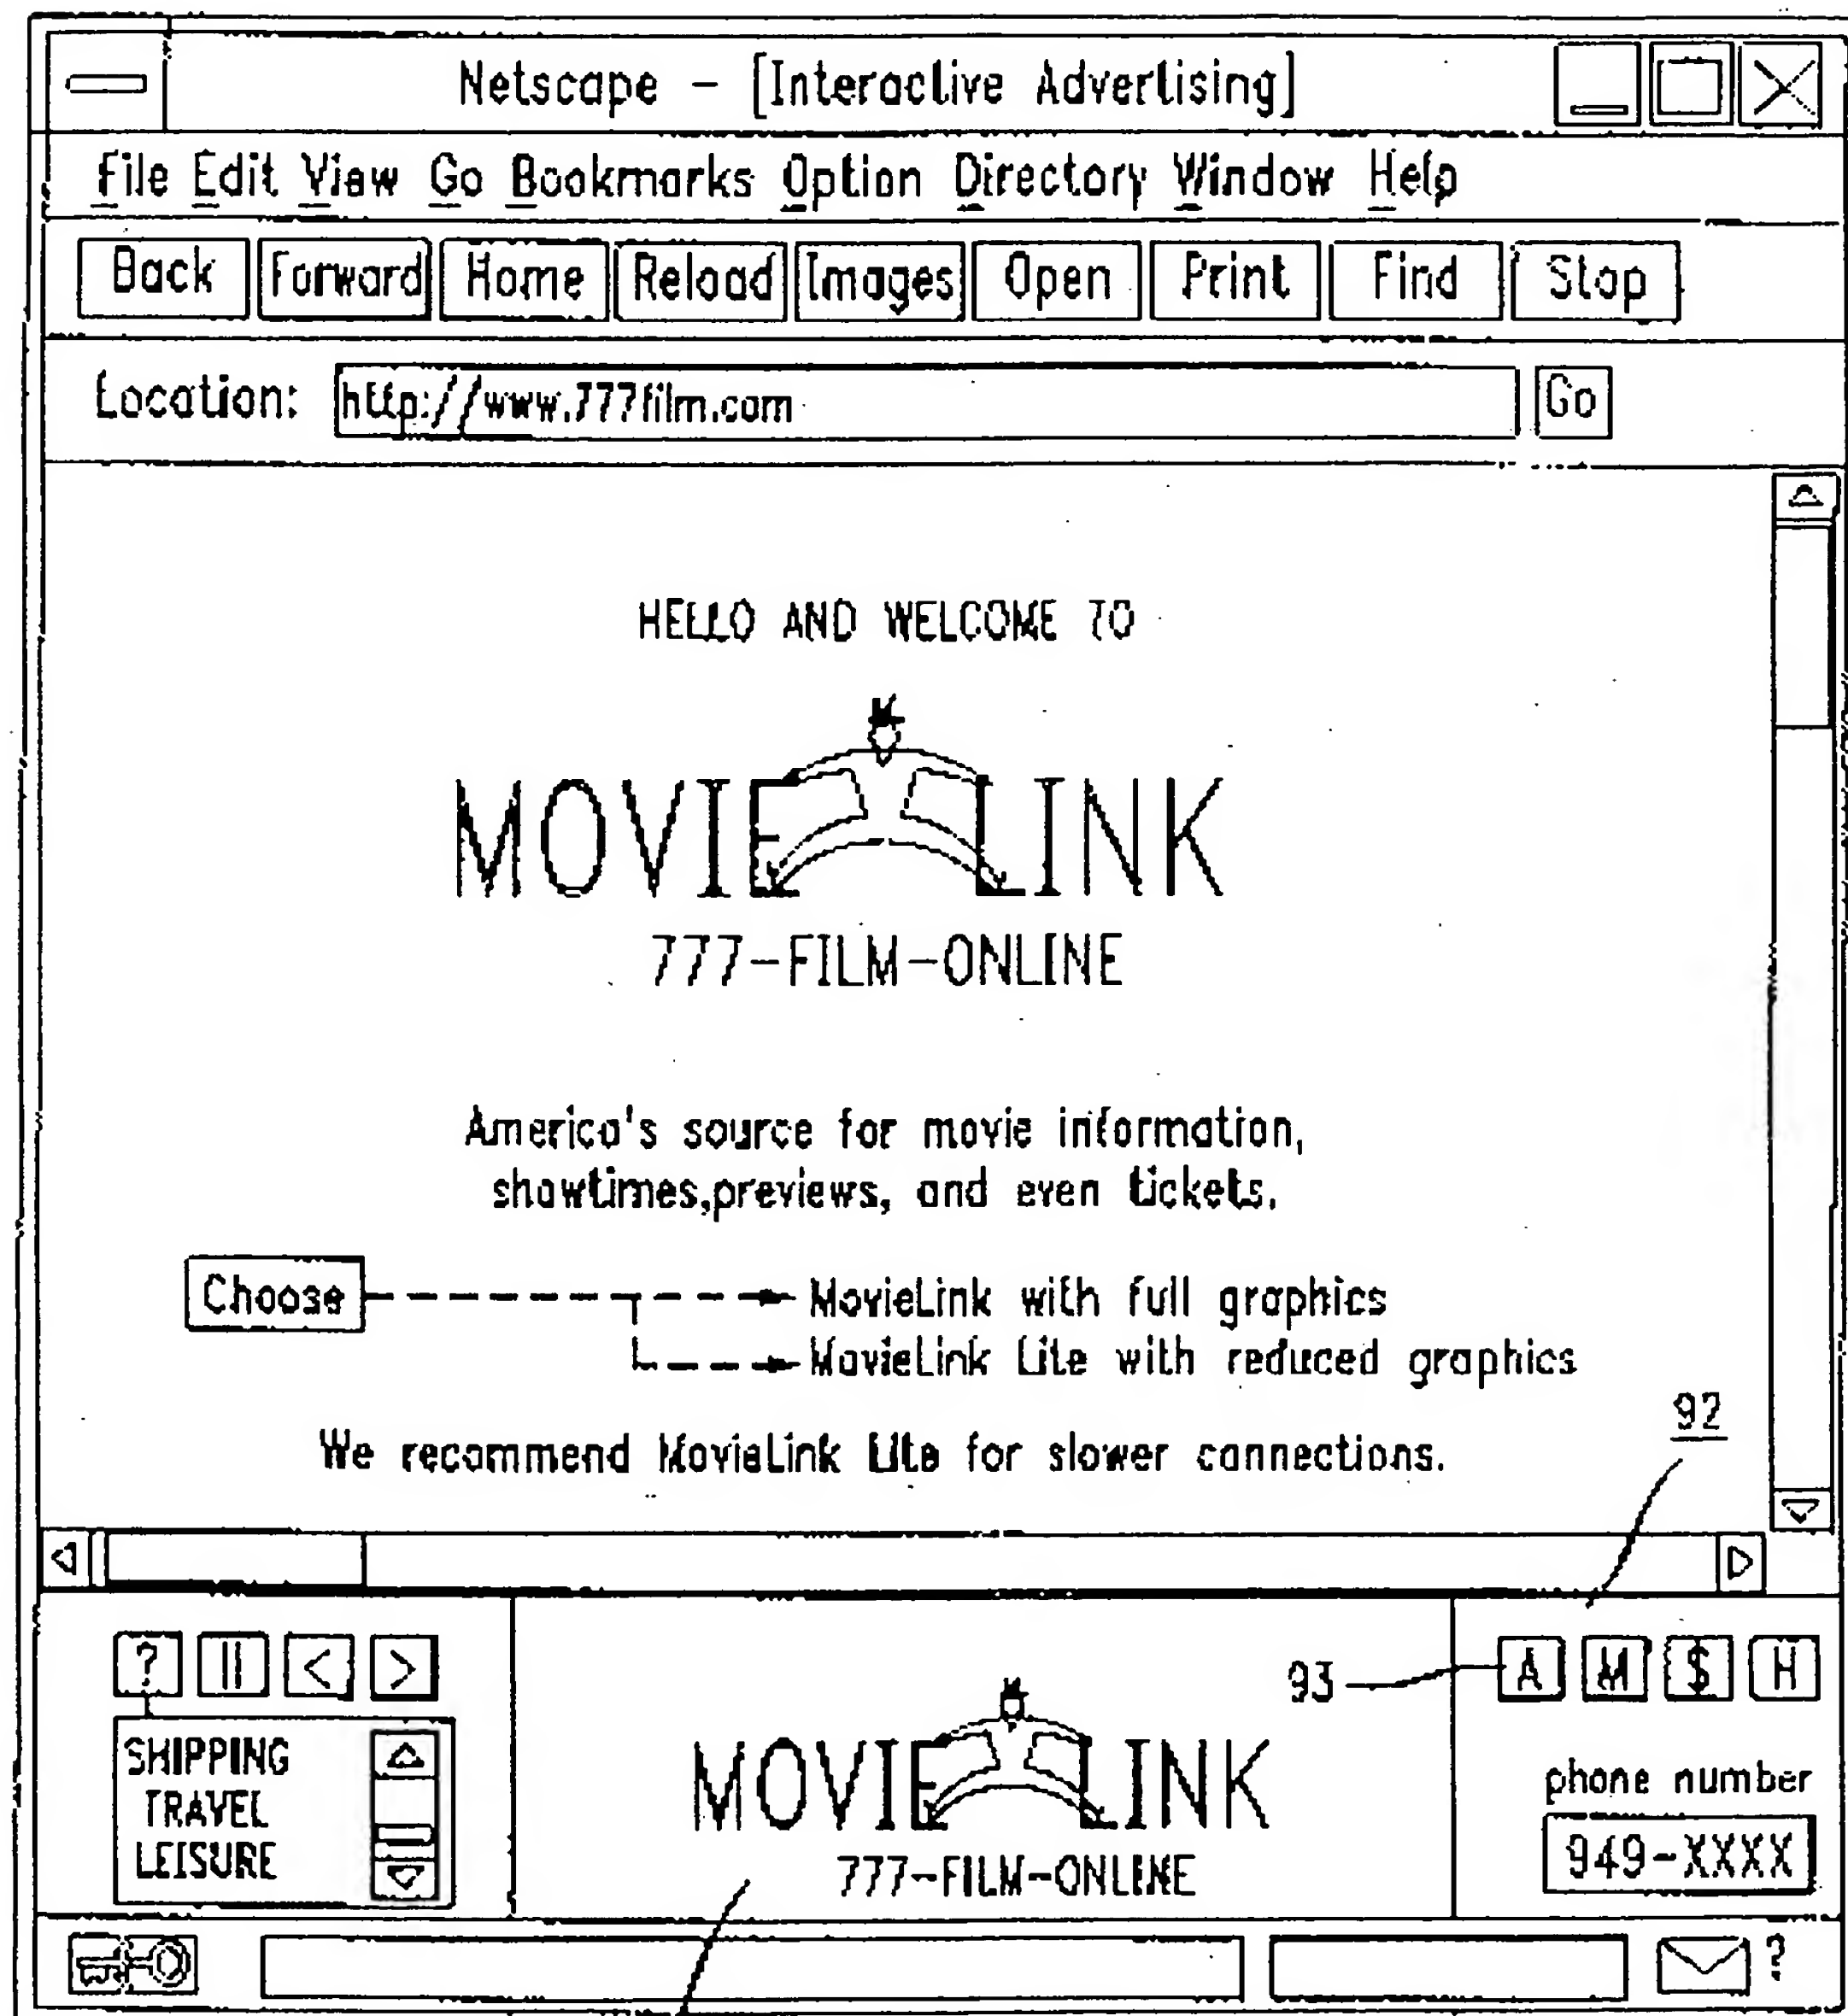 Netscape - [Interactive Advertising]
File Edit View Go Bookmarks Option Directory Window Help
Back Forward Home Reload Images Open Print Find Stop
Location: http://www.777film.com Go
HELLO AND WELCOME TO
MOVIE LINK
777-FILM-ONLINE
America's source for movie information,
showtimes,previews, and even tickets.
Choose MovieLink with full graphics
MovieLink Lite with reduced graphics
We recommend MovieLink Lite for slower connections.
92
? || < > 93 A M $ H
SHIPPING
TRAVEL
LEISURE
MOVIE LINK
777-FILM-ONLINE
phone number
949-XXXX
?